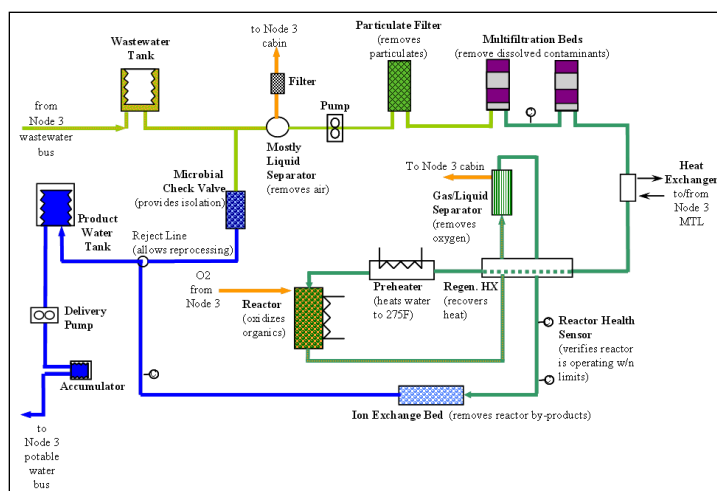 to Node 3
cabin
Wastewater
Tank
Particulate Filter
(removes
particulates)
Multifiltration Beds
(remove dissolved contaminants)
Filter
from
Node 3
wastewater
bus
Pump
Mostly
Liquid
Separator
(removes air)
Microbial
Check Valve
(provides isolation)
To Node 3 cabin
Gas/Liquid
Separator
(removes
oxygen)
Heat
Exchanger
to/from
Node 3
MTL
Product
Water
Tank
Reject Line
(allows reprocessing)
O2
from
Node 3
Preheater
(heats water
to 275F)
Regen. HX
(recovers
heat)
Reactor
(oxidizes
organics)
Delivery
Pump
Reactor Health
Sensor
(verifies reactor
is operating w/n
limits)
Accumulator
Ion Exchange Bed (removes reactor by-products)
to
Node 3
potable
water
bus